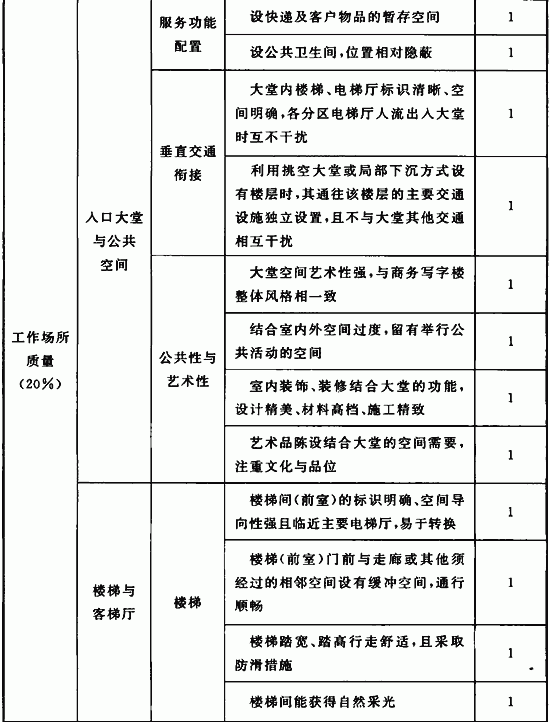 服务功能
配置
设快递及客户物品的暂存空间
1
设公共卫生间,位置相对隐蔽
1
垂直交通
衔接
大堂内楼梯、电梯厅标识清晰、空
间明确,各分区电梯厅人流出入大堂
时互不干扰
1
利用挑空大堂或局部下沉方式设
有楼层时,其通往该楼层的主要交通
设施独立设置,且不与大堂其他交通
相互干扰
1
入口大堂
与公共
空间
公共性与
艺术性
大堂空间艺术性强,与商务写字楼
整体风格相一致
1
结合室内外空间过度,留有举行公
共活动的空间
1
室内装饰、装修结合大堂的功能,
设计精美、材料高档、施工精致
1
艺术品陈设结合大堂的空间需要,
注重文化与品位
1
工作场所
质量
(20%)
楼梯与
客梯厅
楼梯
楼梯间(前室)的标识明确、空间导
向性强且临近主要电梯厅,易于转换
1
楼梯(前室)门前与走廊或其他须
经过的相邻空间设有缓冲空间,通行
顺畅
1
楼梯踏宽、踏高行走舒适,且采取
防滑措施
1
楼梯间能获得自然采光
1